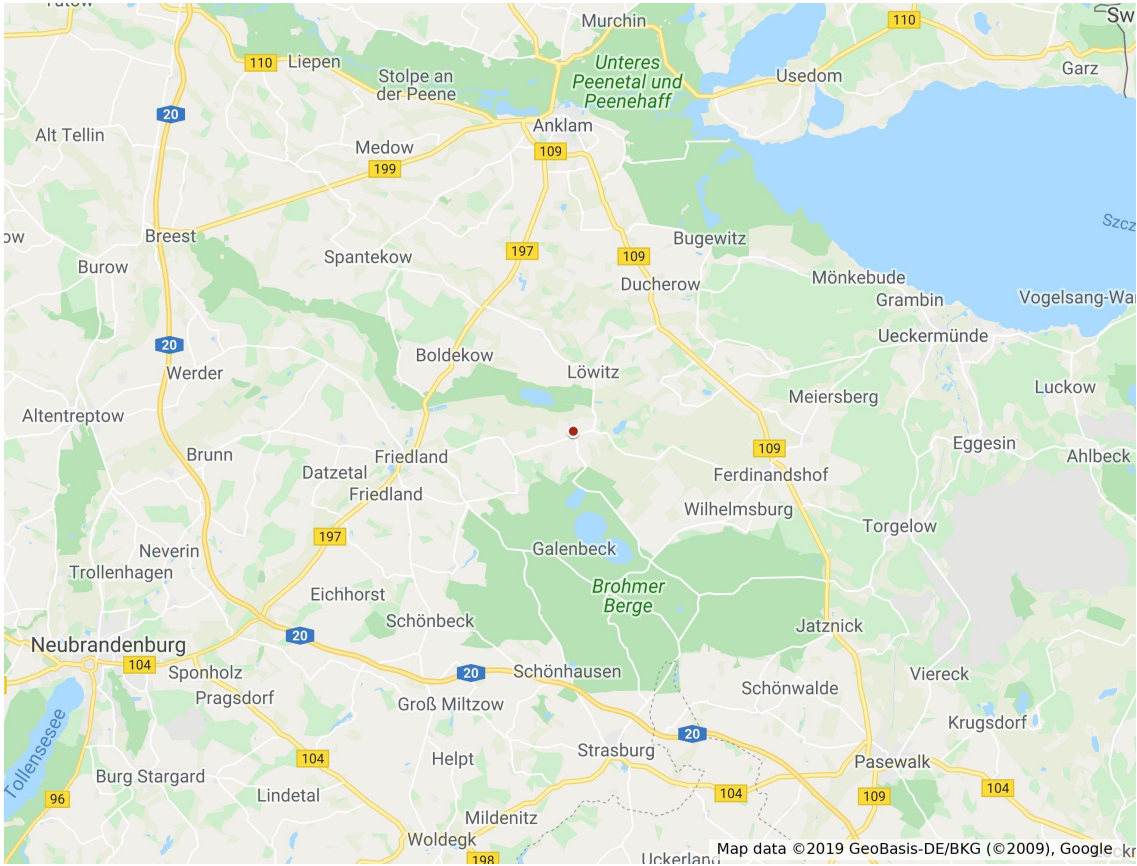 Murchin
110
Sw
110
Liepen
Unteres
Peenetal und
Peenehaff
Garz
Stolpe an
der Peene
Usedom
20
Anklam
Alt Tellin
Medow
109
199
Szcz
Breest
Bugewitz
ow
197
109
Spantekow
Burow
Mönkebude
Ducherow
Grambin
Vogelsang-War
20
Ueckermünde
Boldekow
Werder
Löwitz
Luckow
Meiersberg
Altentreptow
109
Eggesin
Brunn
Friedland
Ahlbeck
Datzetal
Ferdinandshof
Friedland
Wilhelmsburg
Torgelow
197
Neverin
Galenbeck
Trollenhagen
Brohmer
Berge
Eichhorst
Schönbeck
Jatznick
20
Neubrandenburg
104
Sponholz
20
Schönhausen
Viereck
Pragsdorf
Schönwalde
Groß Miltzow
Krugsdorf
20
Tollensesee
Strasburg
104
Helpt
Pasewalk
Burg Stargard
104
104
96
Lindetal
109
Mildenitz
Woldegk
198
Uckerland
Map data ©2019 GeoBasis-DE/BKG (©2009), Google